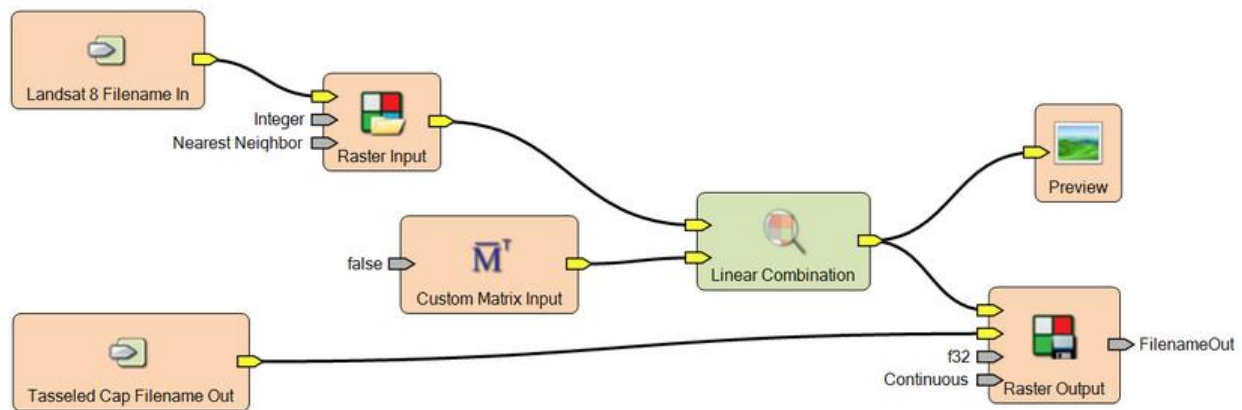 Landsat 8 Filename In
Integer
Nearest Neighbor
Raster Input
Preview
false
M T
Custom Matrix Input
Linear Combination
Tasseled Cap Filename Out
f32
Continuous
Raster Output
FilenameOut